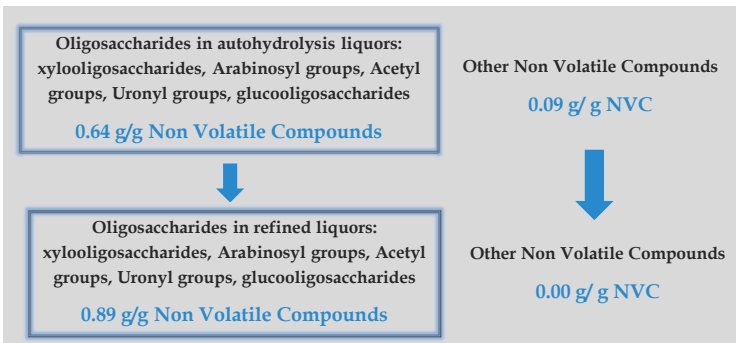 Oligosaccharides in autohydrolysis liquors:
xylooligosaccharides, Arabinosyl groups, Acetyl
groups, Uronyl groups, glucooligosaccharides
0.64 g/g Non Volatile Compounds
Other Non Volatile Compounds
0.09 g/ g NVC
Oligosaccharides in refined liquors:
xylooligosaccharides, Arabinosyl groups, Acetyl
groups, Uronyl groups, glucooligosaccharides
0.89 g/g Non Volatile Compounds
Other Non Volatile Compounds
0.00 g/ g NVC